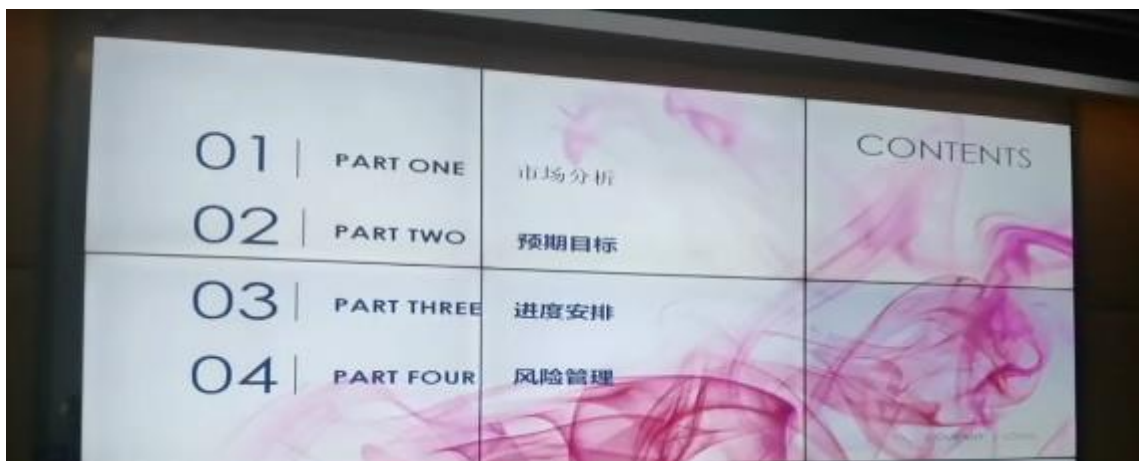 CONTENTS
01 | PART ONE 市场分析
02 | PART TWO 预期目标
03 | PART THREE 进度安排
04 | PART FOUR 风险管理